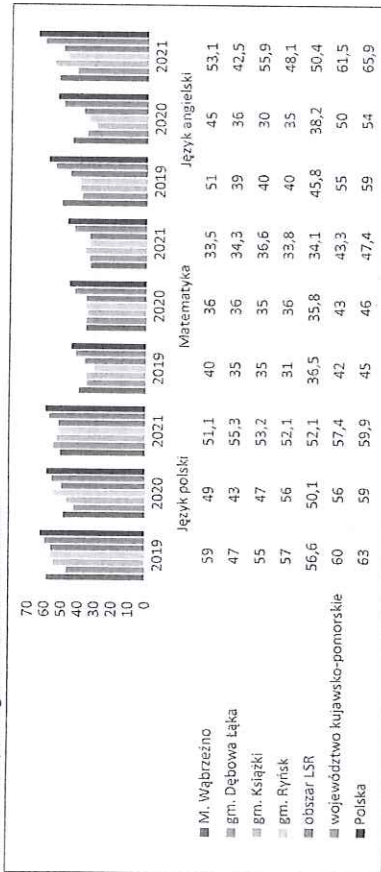 70
60
50
40
30
20
10
0
2019 2020 2021 2019 2020 2021 2019 2020 2021
Język polski Matematyka Język angielski
M. Wąbrzeźno 59 49 51,1 40 36 33,5 51 45 53,1
gm. Dębowa Łąka 47 43 55,3 35 36 34,3 39 36 42,5
gm. Książki 55 47 53,2 35 35 36,6 40 30 55,9
gm. Ryńsk 57 56 52,1 31 36 33,8 40 35 48,1
obszar LSR 56,6 50,1 52,1 36,5 35,8 34,1 45,8 38,2 50,4
województwo kujawsko-pomorskie 60 56 57,4 42 43 43,3 55 50 61,5
Polska 63 59 59,9 45 46 47,4 59 54 65,9